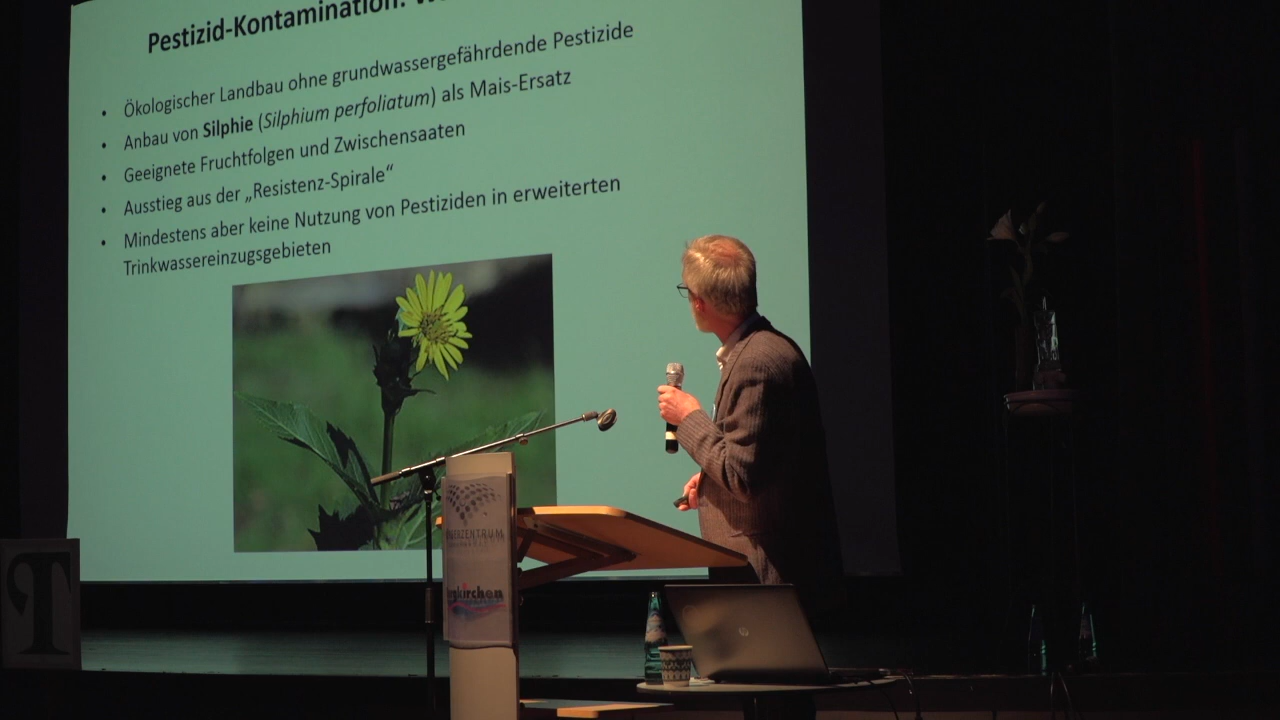 Pestizid-Kontamination:
• Ökologischer Landbau ohne grundwassergefährdende Pestizide
• Anbau von Silphie (Silphium perfoliatum) als Mais-Ersatz
• Geeignete Fruchtfolgen und Zwischensaaten
• Ausstieg aus der „Resistenz-Spirale“
• Mindestens aber keine Nutzung von Pestiziden in erweiterten
Trinkwassereinzugsgebieten
T
hp